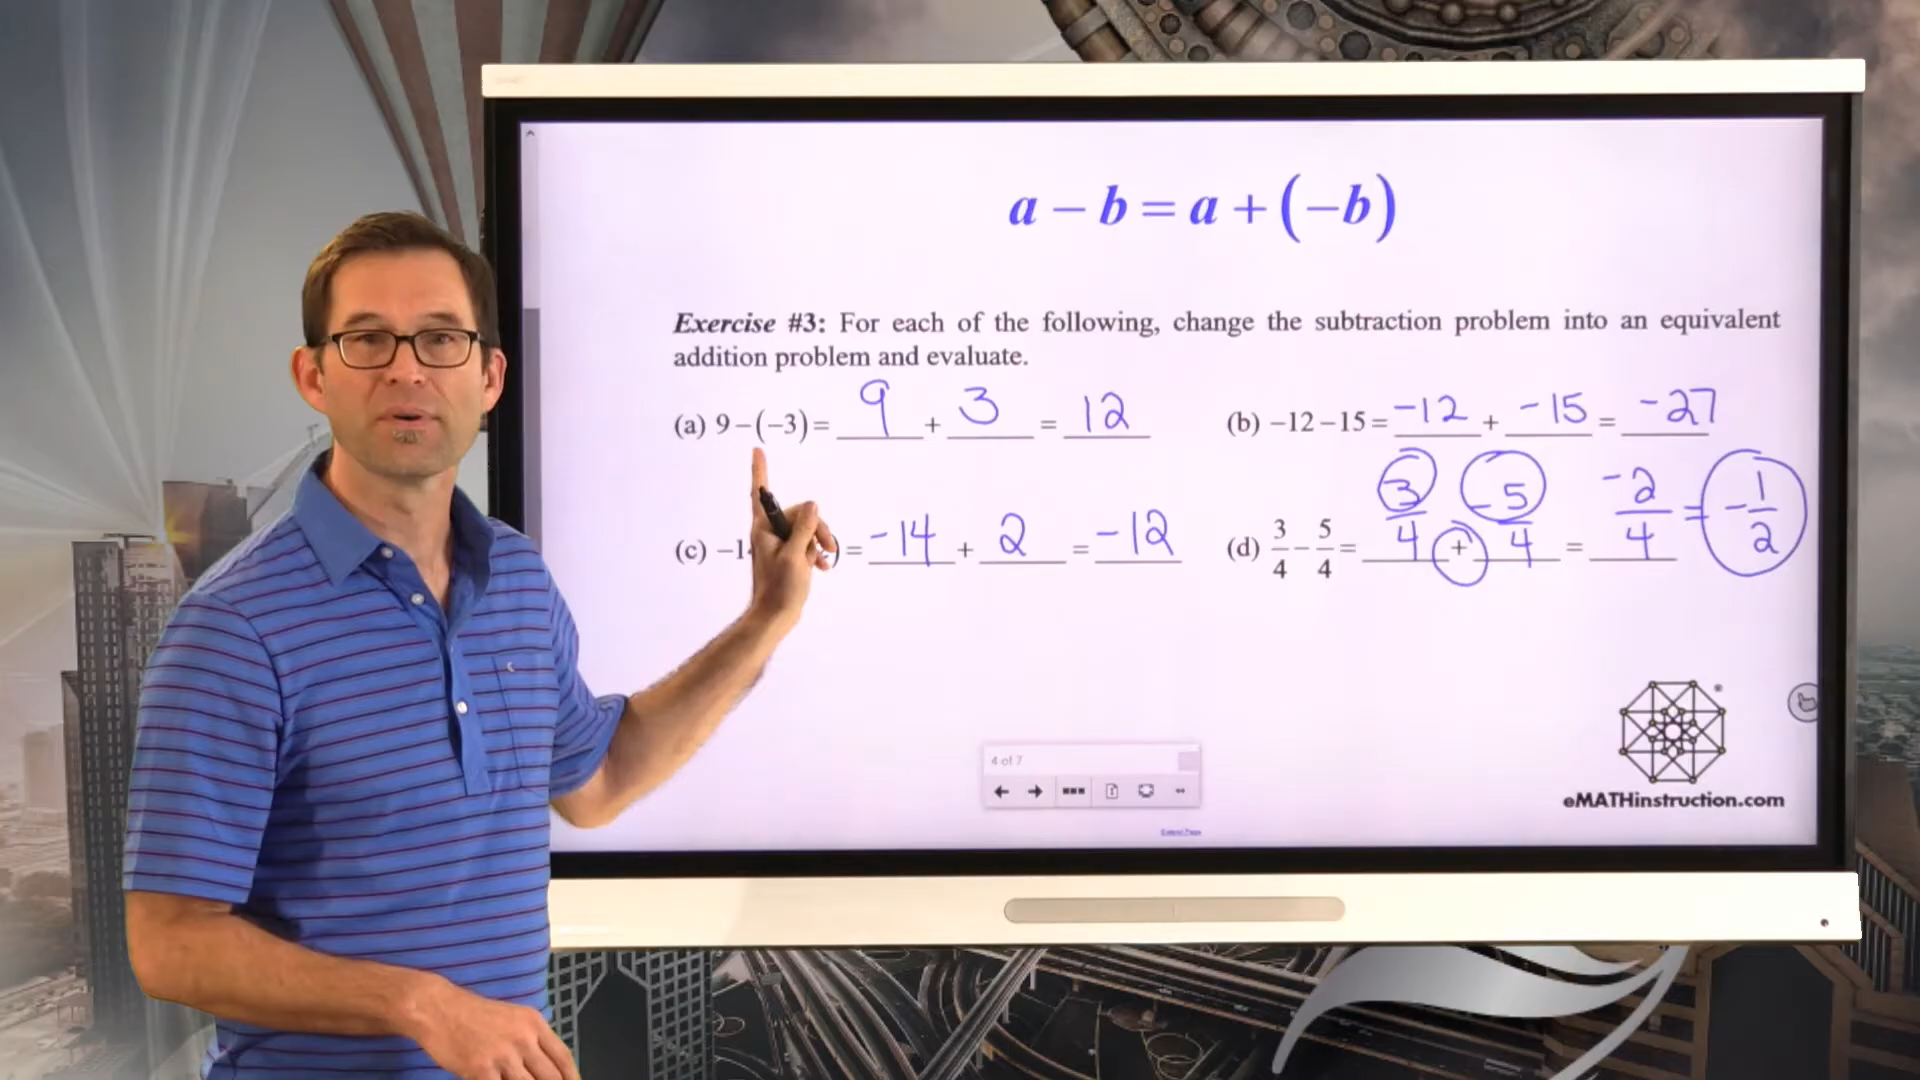 a − b = a + (−b)
Exercise #3: For each of the following, change the subtraction problem into an equivalent
addition problem and evaluate.
(a) 9 − (−3) = 9 + 3 = 12
(b) −12 − 15 = −12 + −15 = −27
(c) −1 ) = −14 + 2 = −12
(d) 3/4 − 5/4 = 3/4 + −5/4 = −2/4 = −1/2
4 of 7
eMATHinstruction.com